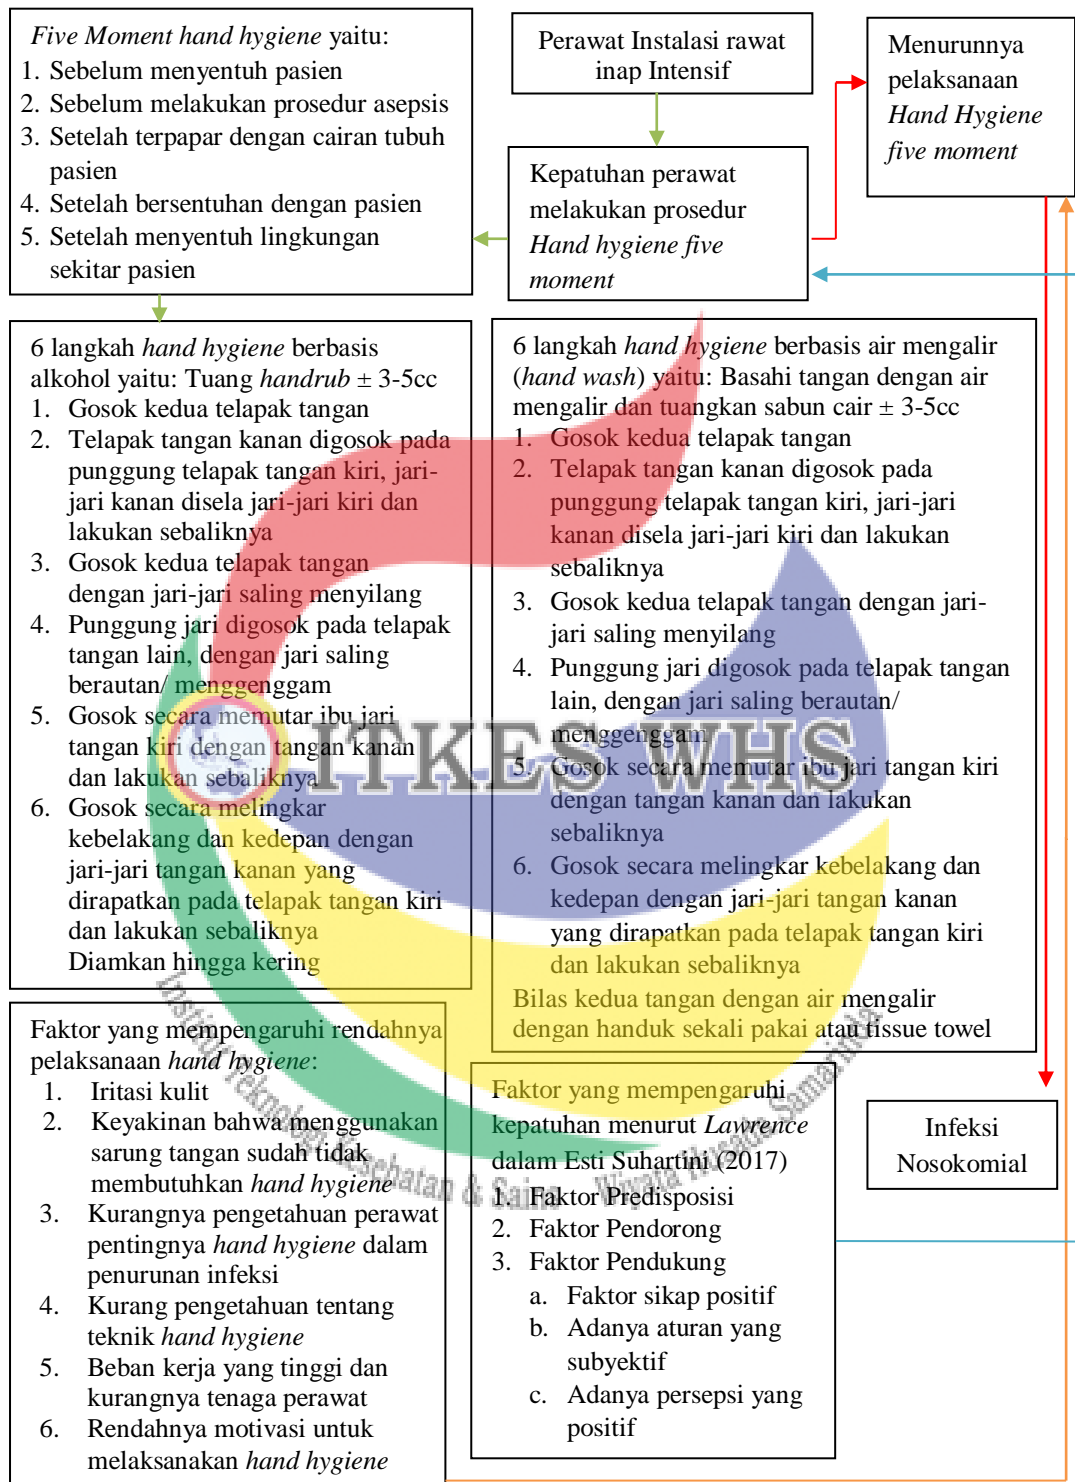 Five Moment hand hygiene yaitu:
1. Sebelum menyentuh pasien
2. Sebelum melakukan prosedur asepsis
3. Setelah terpapar dengan cairan tubuh
pasien
4. Setelah bersentuhan dengan pasien
5. Setelah menyentuh lingkungan
sekitar pasien
Perawat Instalasi rawat
inap Intensif
Kepatuhan perawat
melakukan prosedur
Hand hygiene five
moment
Menurunnya
pelaksanaan
Hand Hygiene
five moment
6 langkah hand hygiene berbasis
alkohol yaitu: Tuang handrub ± 3-5cc
1. Gosok kedua telapak tangan
2. Telapak tangan kanan digosok pada
punggung telapak tangan kiri, jari-
jari kanan disela jari-jari kiri dan
lakukan sebaliknya
3. Gosok kedua telapak tangan
dengan jari-jari saling menyilang
4. Punggung jari digosok pada telapak
tangan lain, dengan jari saling
berautan/ menggenggam
5. Gosok secara memutar ibu jari
tangan kiri dengan tangan kanan
dan lakukan sebaliknya
6. Gosok secara melingkar
kebelakang dan kedepan dengan
jari-jari tangan kanan yang
dirapatkan pada telapak tangan kiri
dan lakukan sebaliknya
Diamkan hingga kering
6 langkah hand hygiene berbasis air mengalir
(hand wash) yaitu: Basahi tangan dengan air
mengalir dan tuangkan sabun cair ± 3-5cc
1. Gosok kedua telapak tangan
2. Telapak tangan kanan digosok pada
punggung telapak tangan kiri, jari-jari
kanan disela jari-jari kiri dan lakukan
sebaliknya
3. Gosok kedua telapak tangan dengan jari-
jari saling menyilang
4. Punggung jari digosok pada telapak tangan
lain, dengan jari saling berautan/
menggenggam
5. Gosok secara memutar ibu jari tangan kiri
dengan tangan kanan dan lakukan
sebaliknya
6. Gosok secara melingkar kebelakang dan
kedepan dengan jari-jari tangan kanan
yang dirapatkan pada telapak tangan kiri
dan lakukan sebaliknya
Bilas kedua tangan dengan air mengalir
dengan handuk sekali pakai atau tissue towel
ITKES WHS
Institut Teknologi Kesehatan & Sains Wiyata Husada Samarinda
Faktor yang mempengaruhi rendahnya
pelaksanaan hand hygiene:
1. Iritasi kulit
2. Keyakinan bahwa menggunakan
sarung tangan sudah tidak
membutuhkan hand hygiene
3. Kurangnya pengetahuan perawat
pentingnya hand hygiene dalam
penurunan infeksi
4. Kurang pengetahuan tentang
teknik hand hygiene
5. Beban kerja yang tinggi dan
kurangnya tenaga perawat
6. Rendahnya motivasi untuk
melaksanakan hand hygiene
Faktor yang mempengaruhi
kepatuhan menurut Lawrence
dalam Esti Suhartini (2017)
1. Faktor Predisposisi
2. Faktor Pendorong
3. Faktor Pendukung
a. Faktor sikap positif
b. Adanya aturan yang
subyektif
c. Adanya persepsi yang
positif
Infeksi
Nosokomial